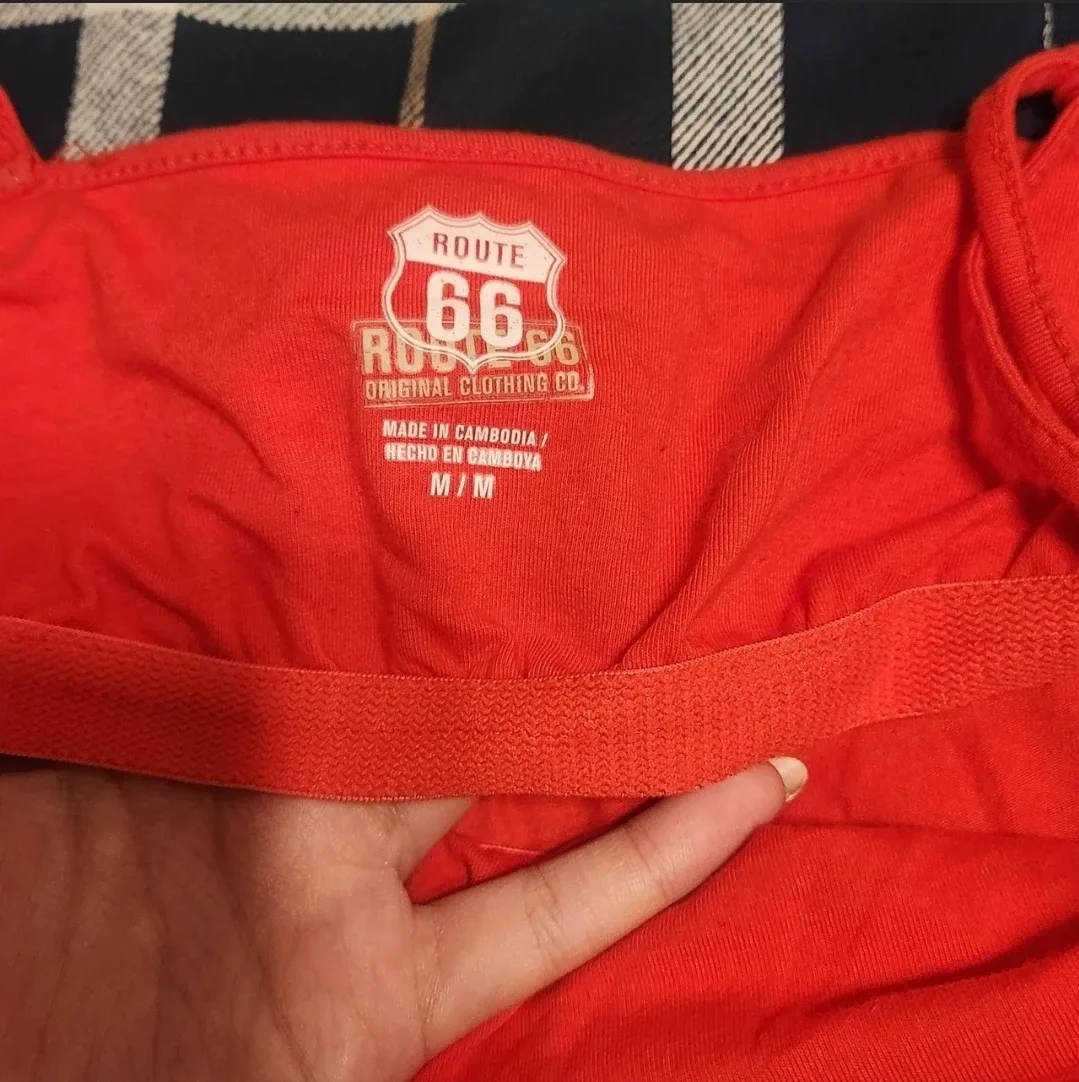 ROUTE
66
ROUTE 66
ORIGINAL CLOTHING CO.
MADE IN CAMBODIA /
HECHO EN CAMBOYA
M / M